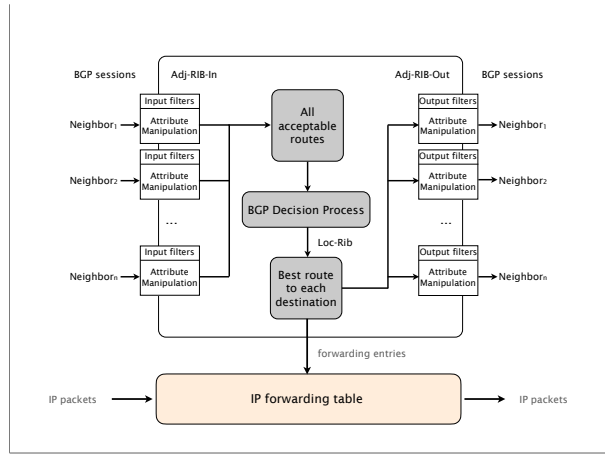 BGP sessions
Adj-RIB-In
Adj-RIB-Out
BGP sessions
Input filters
Attribute
Manipulation
Neighbor1
All
acceptable
routes
Output filters
Attribute
Manipulation
Neighbor1
Input filters
Attribute
Manipulation
Neighbor2
Output filters
Attribute
Manipulation
Neighbor2
...
BGP Decision Process
...
Loc-Rib
Input filters
Attribute
Manipulation
Neighborn
Best route
to each
destination
Output filters
Attribute
Manipulation
Neighborn
forwarding entries
IP packets
IP forwarding table
IP packets